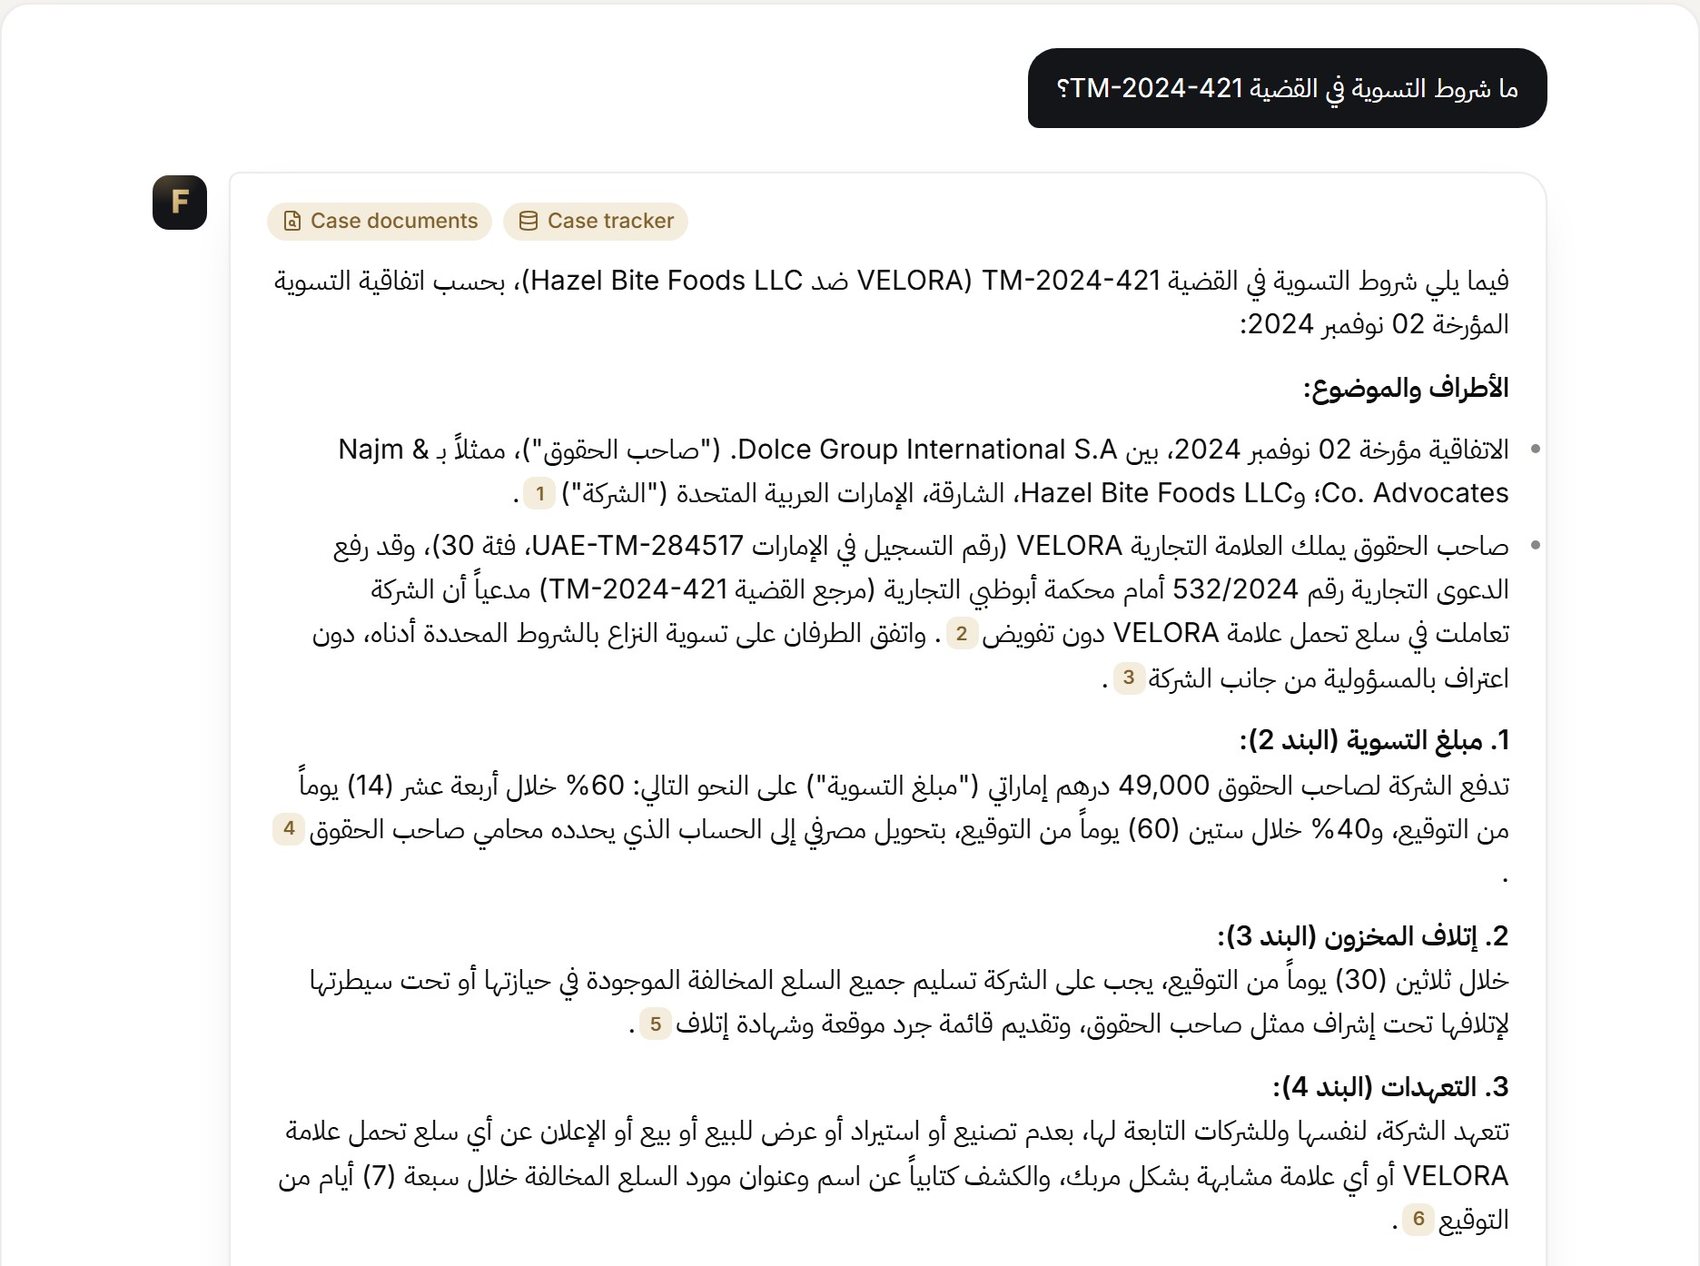 ما شروط التسوية في القضية TM-2024-421؟
F
Case documents
Case tracker
فيما يلي شروط التسوية في القضية TM-2024-421 (VELORA ضد Hazel Bite Foods LLC)، بحسب اتفاقية التسوية
المؤرخة 02 نوفمبر 2024:
الأطراف والموضوع:
• الاتفاقية مؤرخة 02 نوفمبر 2024، بين Dolce Group International S.A. ("صاحب الحقوق")، ممثلاً بـ Najm &
Co. Advocates؛ وHazel Bite Foods LLC، الشارقة، الإمارات العربية المتحدة ("الشركة") 1 .
• صاحب الحقوق يملك العلامة التجارية VELORA (رقم التسجيل في الإمارات UAE-TM-284517، فئة 30)، وقد رفع
الدعوى التجارية رقم 532/2024 أمام محكمة أبوظبي التجارية (مرجع القضية TM-2024-421) مدعياً أن الشركة
تعاملت في سلع تحمل علامة VELORA دون تفويض 2 . واتفق الطرفان على تسوية النزاع بالشروط المحددة أدناه، دون
اعتراف بالمسؤولية من جانب الشركة 3 .
1. مبلغ التسوية (البند 2):
تدفع الشركة لصاحب الحقوق 49,000 درهم إماراتي ("مبلغ التسوية") على النحو التالي: 60% خلال أربعة عشر (14) يوماً
من التوقيع، و40% خلال ستين (60) يوماً من التوقيع، بتحويل مصرفي إلى الحساب الذي يحدده محامي صاحب الحقوق 4
.
2. إتلاف المخزون (البند 3):
خلال ثلاثين (30) يوماً من التوقيع، يجب على الشركة تسليم جميع السلع المخالفة الموجودة في حيازتها أو تحت سيطرتها
لإتلافها تحت إشراف ممثل صاحب الحقوق، وتقديم قائمة جرد موقعة وشهادة إتلاف 5 .
3. التعهدات (البند 4):
تتعهد الشركة، لنفسها وللشركات التابعة لها، بعدم تصنيع أو استيراد أو عرض للبيع أو بيع أو الإعلان عن أي سلع تحمل علامة
VELORA أو أي علامة مشابهة بشكل مربك، والكشف كتابياً عن اسم وعنوان مورد السلع المخالفة خلال سبعة (7) أيام من
التوقيع 6 .